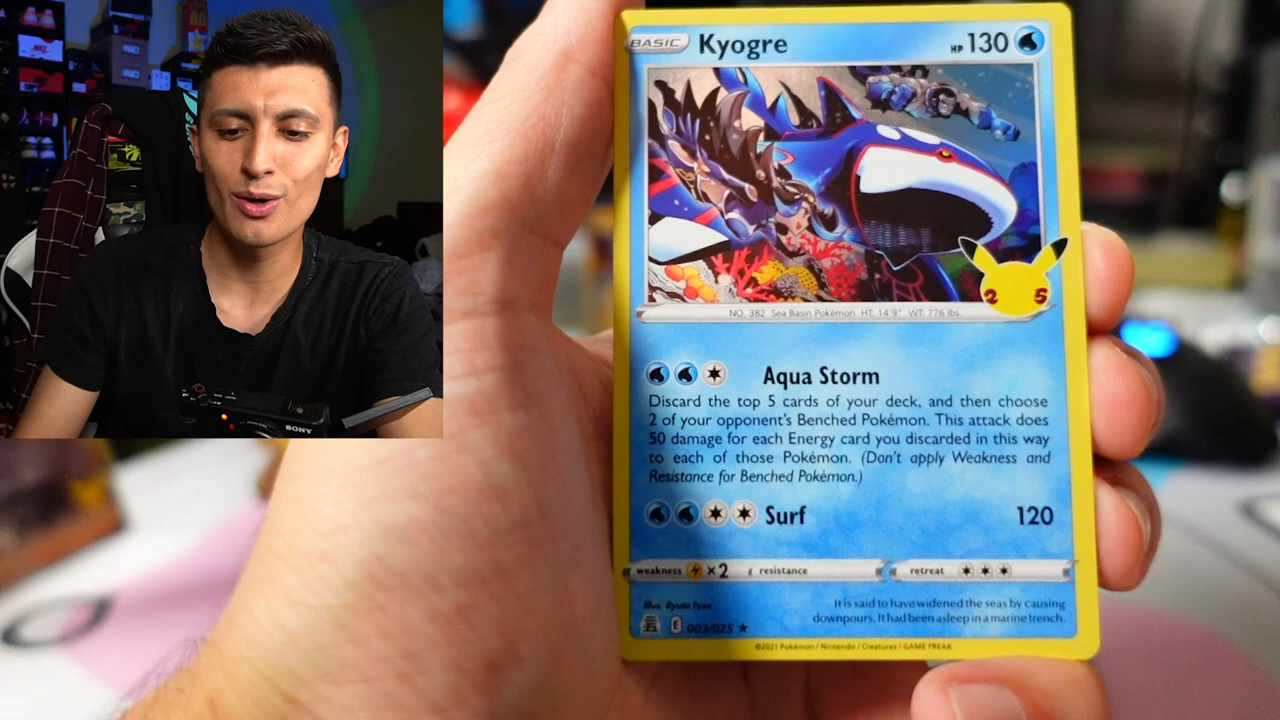 BASIC Kyogre HP 130
2 5
NO. 382 Sea Basin Pokémon HT: 14'9" WT: 776 lbs.
Aqua Storm
Discard the top 5 cards of your deck, and then choose
2 of your opponent's Benched Pokémon. This attack does
50 damage for each Energy card you discarded in this way
to each of those Pokémon. (Don't apply Weakness and
Resistance for Benched Pokémon.)
Surf 120
weakness ×2 resistance retreat
Illus. Ryuta Fuse
It is said to have widened the seas by causing
downpours. It had been asleep in a marine trench.
E 003/025 ★
©2021 Pokémon / Nintendo / Creatures / GAME FREAK
SONY